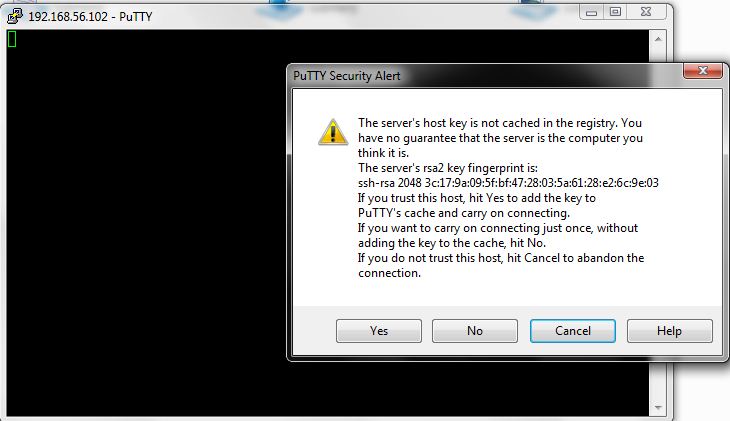 192.168.56.102 - PuTTY
PuTTY Security Alert
The server's host key is not cached in the registry. You
have no guarantee that the server is the computer you
think it is.
The server's rsa2 key fingerprint is:
ssh-rsa 2048 3c:17:9a:09:5f:bf:47:28:03:5a:61:28:e2:6c:9e:03
If you trust this host, hit Yes to add the key to
PuTTY's cache and carry on connecting.
If you want to carry on connecting just once, without
adding the key to the cache, hit No.
If you do not trust this host, hit Cancel to abandon the
connection.
Yes No Cancel Help